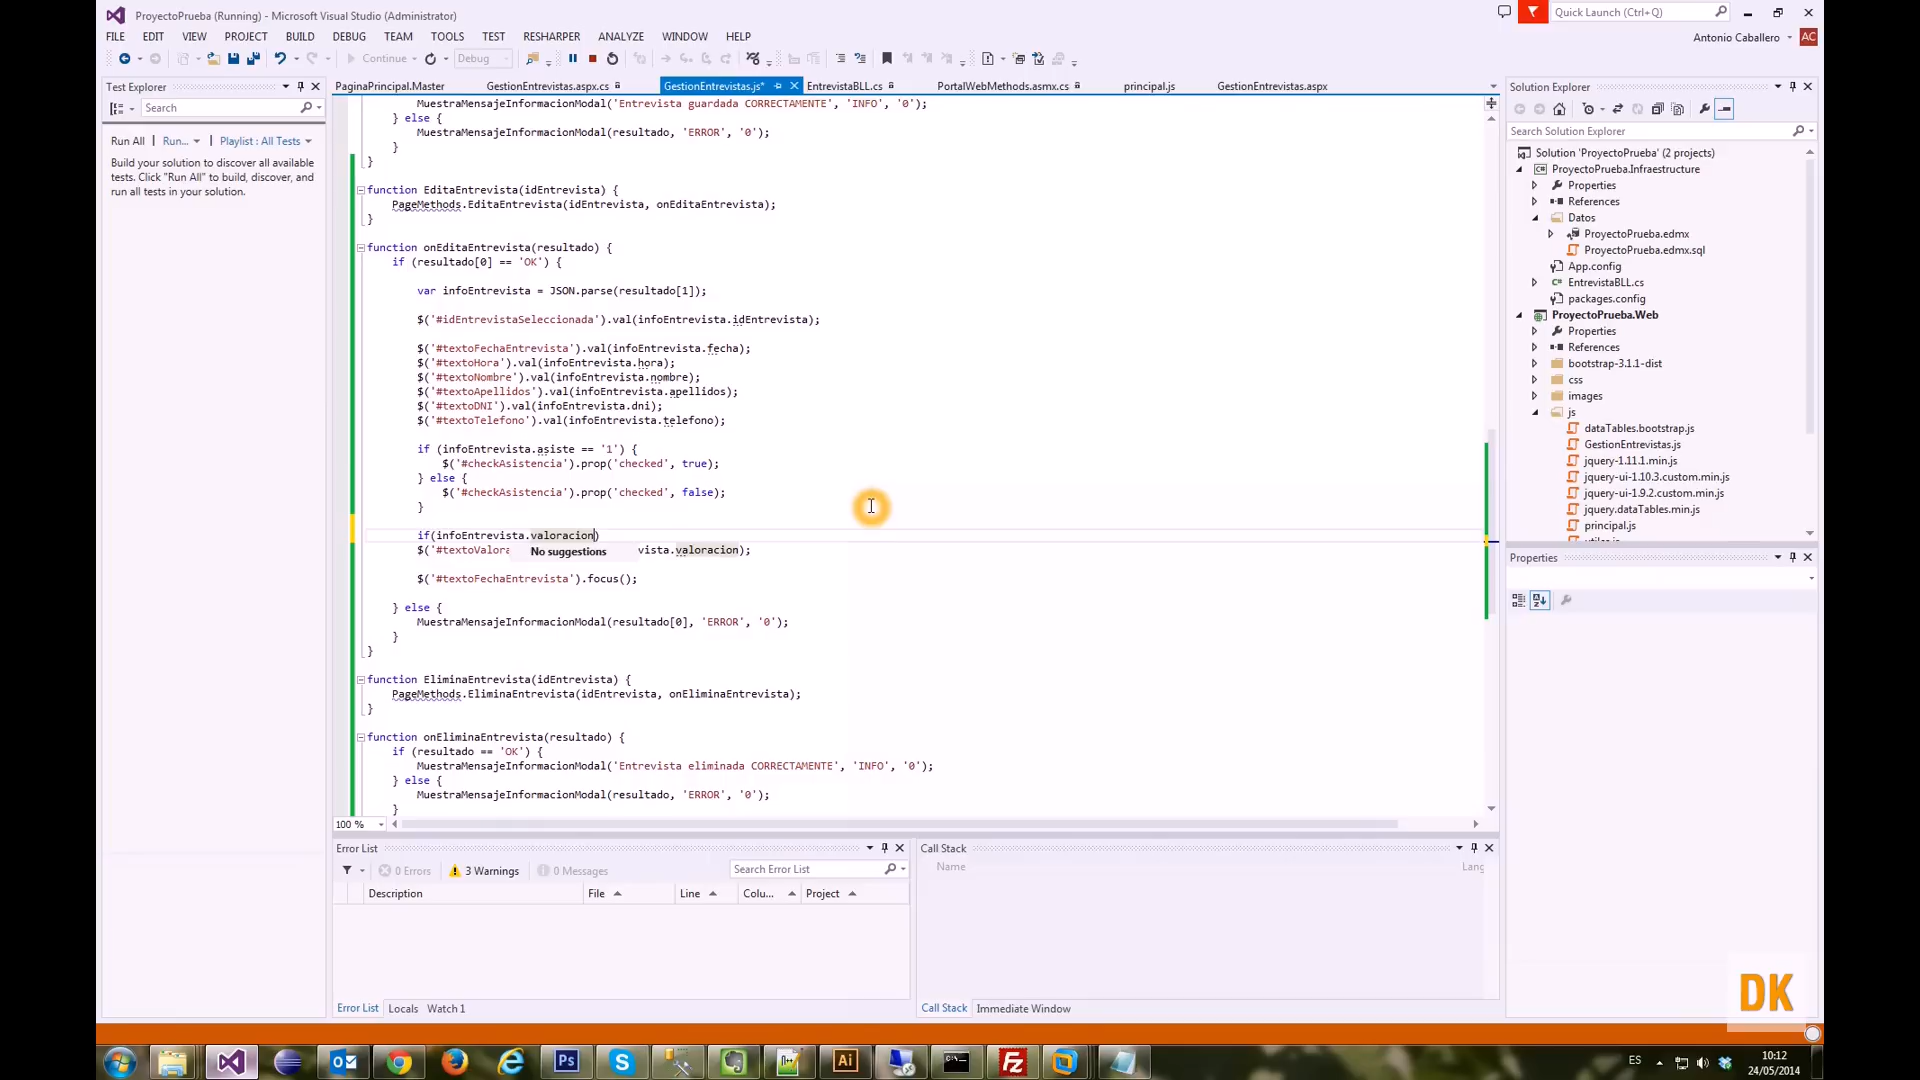 ProyectoPrueba (Running) - Microsoft Visual Studio (Administrator)
Quick Launch (Ctrl+Q)
FILE EDIT VIEW PROJECT BUILD DEBUG TEAM TOOLS TEST RESHARPER ANALYZE WINDOW HELP
Antonio Caballero AC
Continue Debug
Test Explorer
Search
Run All Run... Playlist : All Tests
Build your solution to discover all available
tests. Click "Run All" to build, discover, and
run all tests in your solution.
PaginaPrincipal.Master GestionEntrevistas.aspx.cs GestionEntrevistas.js* EntrevistaBLL.cs PortalWebMethods.asmx.cs principal.js GestionEntrevistas.aspx
MuestraMensajeInformacionModal('Entrevista guardada CORRECTAMENTE', 'INFO', '0');
} else {
MuestraMensajeInformacionModal(resultado, 'ERROR', '0');
}
}
function EditaEntrevista(idEntrevista) {
PageMethods.EditaEntrevista(idEntrevista, onEditaEntrevista);
}
function onEditaEntrevista(resultado) {
if (resultado[0] == 'OK') {
var infoEntrevista = JSON.parse(resultado[1]);
$('#idEntrevistaSeleccionada').val(infoEntrevista.idEntrevista);
$('#textoFechaEntrevista').val(infoEntrevista.fecha);
$('#textoHora').val(infoEntrevista.hora);
$('#textoNombre').val(infoEntrevista.nombre);
$('#textoApellidos').val(infoEntrevista.apellidos);
$('#textoDNI').val(infoEntrevista.dni);
$('#textoTelefono').val(infoEntrevista.telefono);
if (infoEntrevista.asiste == '1') {
$('#checkAsistencia').prop('checked', true);
} else {
$('#checkAsistencia').prop('checked', false);
}
if(infoEntrevista.valoracion)
$('#textoValora vista.valoracion);
No suggestions
$('#textoFechaEntrevista').focus();
} else {
MuestraMensajeInformacionModal(resultado[0], 'ERROR', '0');
}
}
function EliminaEntrevista(idEntrevista) {
PageMethods.EliminaEntrevista(idEntrevista, onEliminaEntrevista);
}
function onEliminaEntrevista(resultado) {
if (resultado == 'OK') {
MuestraMensajeInformacionModal('Entrevista eliminada CORRECTAMENTE', 'INFO', '0');
} else {
MuestraMensajeInformacionModal(resultado, 'ERROR', '0');
}
100 %
Solution Explorer
Search Solution Explorer
Solution 'ProyectoPrueba' (2 projects)
ProyectoPrueba.Infraestructure
Properties
References
Datos
ProyectoPrueba.edmx
ProyectoPrueba.edmx.sql
App.config
EntrevistaBLL.cs
packages.config
ProyectoPrueba.Web
Properties
References
bootstrap-3.1.1-dist
css
images
js
dataTables.bootstrap.js
GestionEntrevistas.js
jquery-1.11.1.min.js
jquery-ui-1.10.3.custom.min.js
jquery-ui-1.9.2.custom.min.js
jquery.dataTables.min.js
principal.js
Properties
Error List
0 Errors 3 Warnings 0 Messages
Search Error List
Description File Line Colu... Project
Error List Locals Watch 1
Call Stack
Name Lang
Call Stack Immediate Window
DK
ES
10:12
24/05/2014